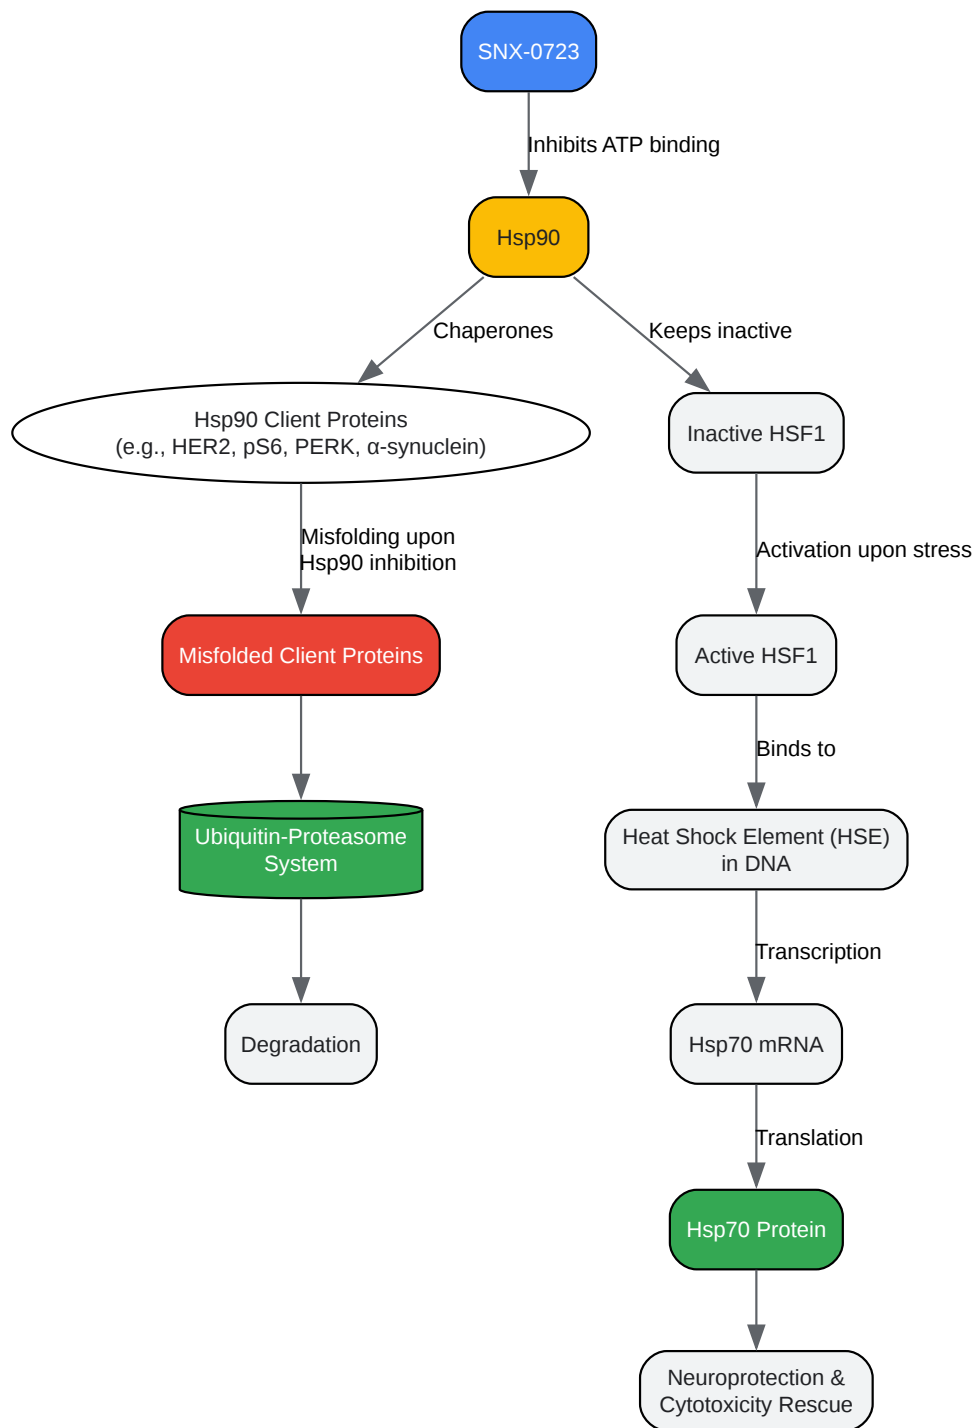 SNX-0723
Inhibits ATP binding
Hsp90
Chaperones
Keeps inactive
Hsp90 Client Proteins
(e.g., HER2, pS6, PERK, α-synuclein)
Inactive HSF1
Misfolding upon
Hsp90 inhibition
Activation upon stress
Misfolded Client Proteins
Active HSF1
Binds to
Ubiquitin-Proteasome
System
Heat Shock Element (HSE)
in DNA
Transcription
Degradation
Hsp70 mRNA
Translation
Hsp70 Protein
Neuroprotection &
Cytotoxicity Rescue